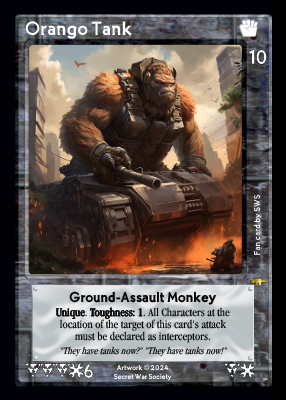 Orango Tank
10
Fan card by SWS
Ground-Assault Monkey
Unique. Toughness: 1. All Characters at the
location of the target of this card's attack
must be declared as interceptors.
"They have tanks now?" "They have tanks now!"
6
Artwork © 2024
Secret War Society